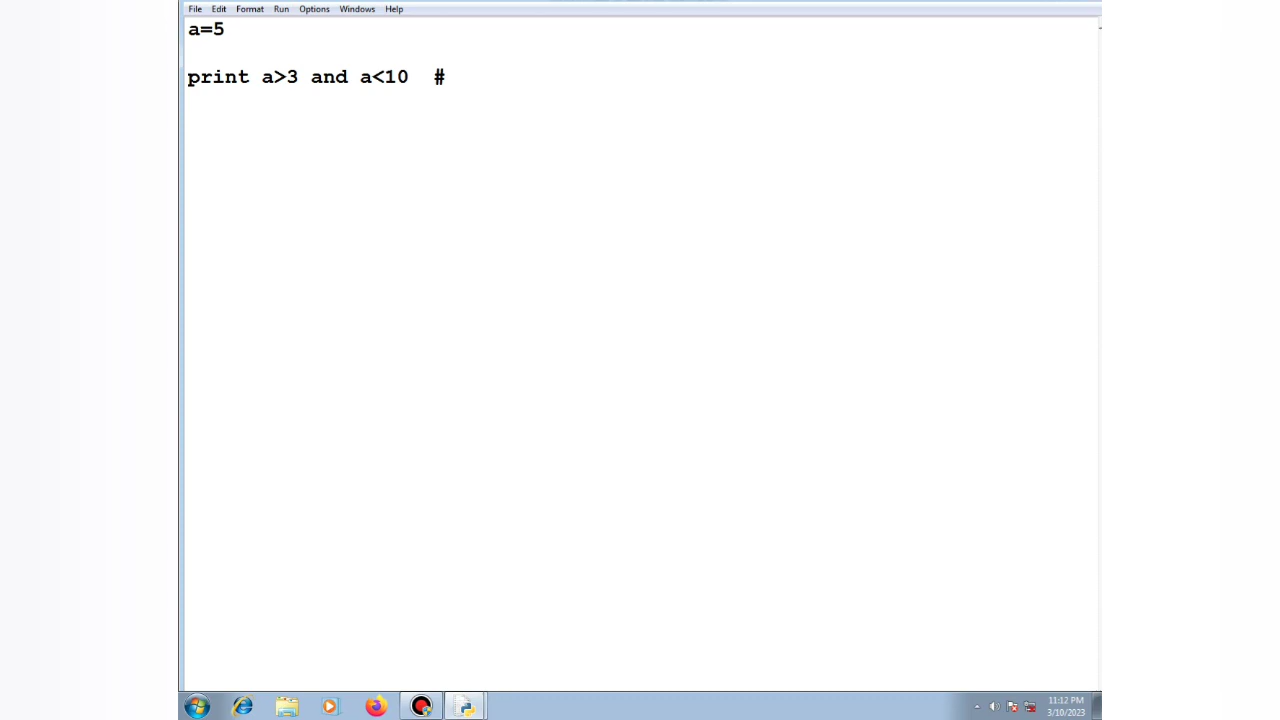 File Edit Format Run Options Windows Help
a=5
print a>3 and a<10  #
11:12 PM
3/10/2023